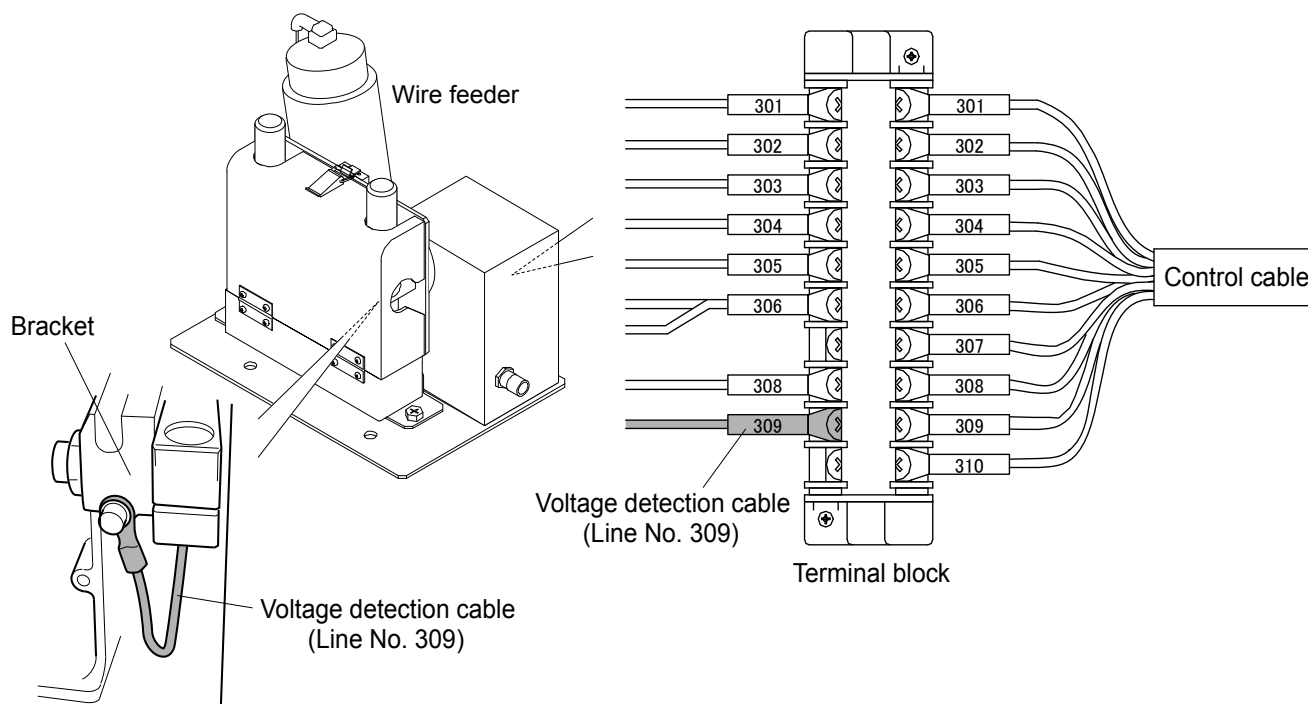 Wire feeder
Bracket
Voltage detection cable
(Line No. 309)
301 301
302 302
303 303
304 304
305 305
306 306
307
308 308
309 309
310
Control cable
Voltage detection cable
(Line No. 309)
Terminal block